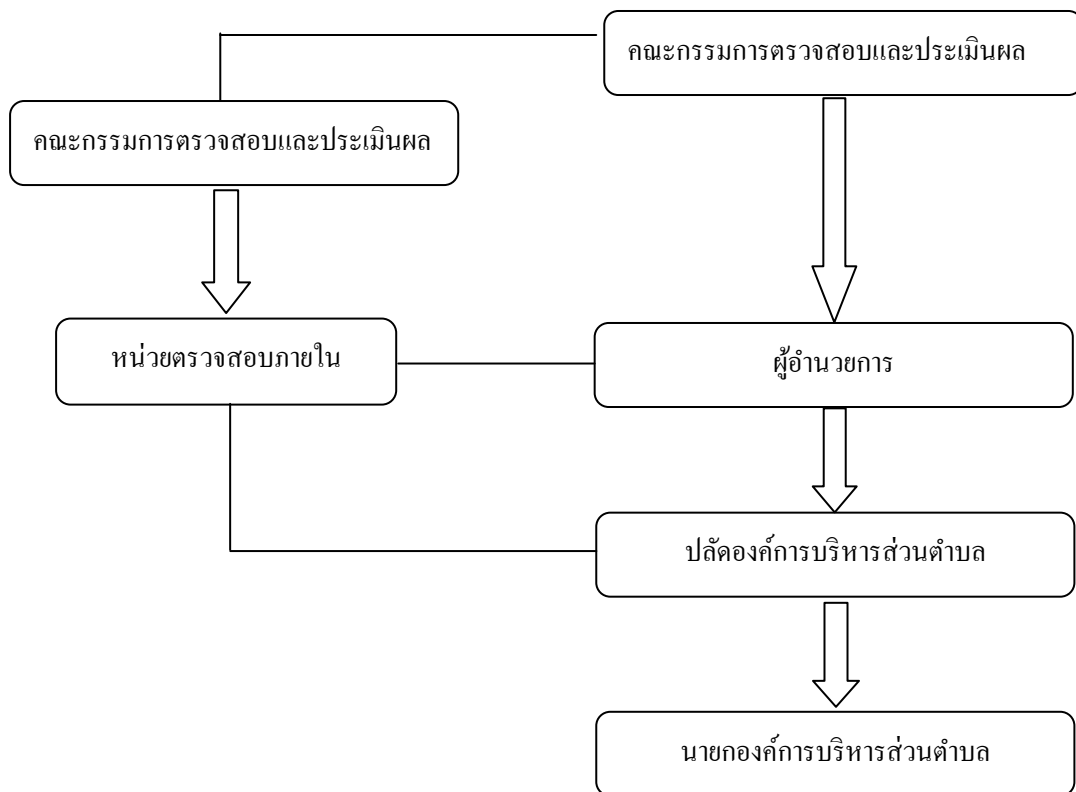 คณะกรรมการตรวจสอบและประเมินผล
คณะกรรมการตรวจสอบและประเมินผล
หน่วยตรวจสอบภายใน
ผู้อำนวยการ
ปลัดองค์การบริหารส่วนตำบล
นายกองค์การบริหารส่วนตำบล